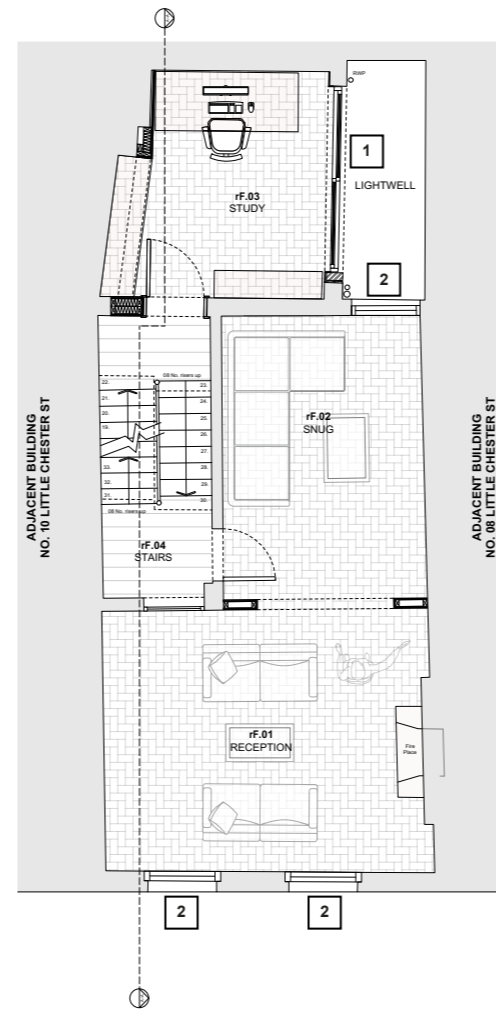 RWP
1
LIGHTWELL
rF.03
STUDY
2
08 No. risers up
22.
23.
21.
24.
20.
25.
19.
26.
27.
33.
28.
32.
29.
31.
30.
08 No. risers up
rF.02
SNUG
ADJACENT BUILDING
NO. 10 LITTLE CHESTER ST
ADJACENT BUILDING
NO. 08 LITTLE CHESTER ST
rF.04
STAIRS
rF.01
RECEPTION
Fire
Place
2
2